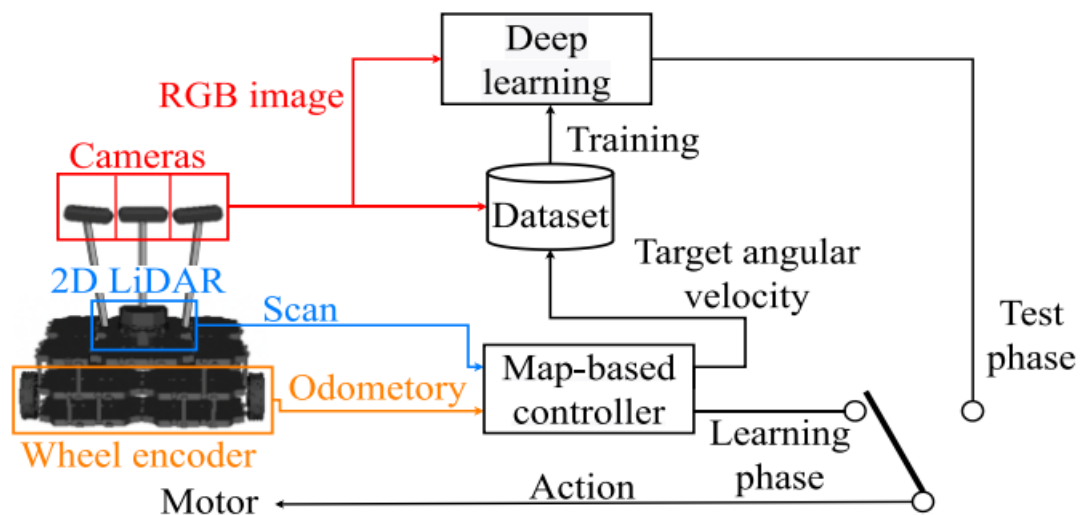 Deep
learning
RGB image
Training
Cameras
Dataset
Target angular
velocity
2D LiDAR
Scan
Test
phase
Map-based
controller
Odometory
Learning
phase
Wheel encoder
Action
Motor